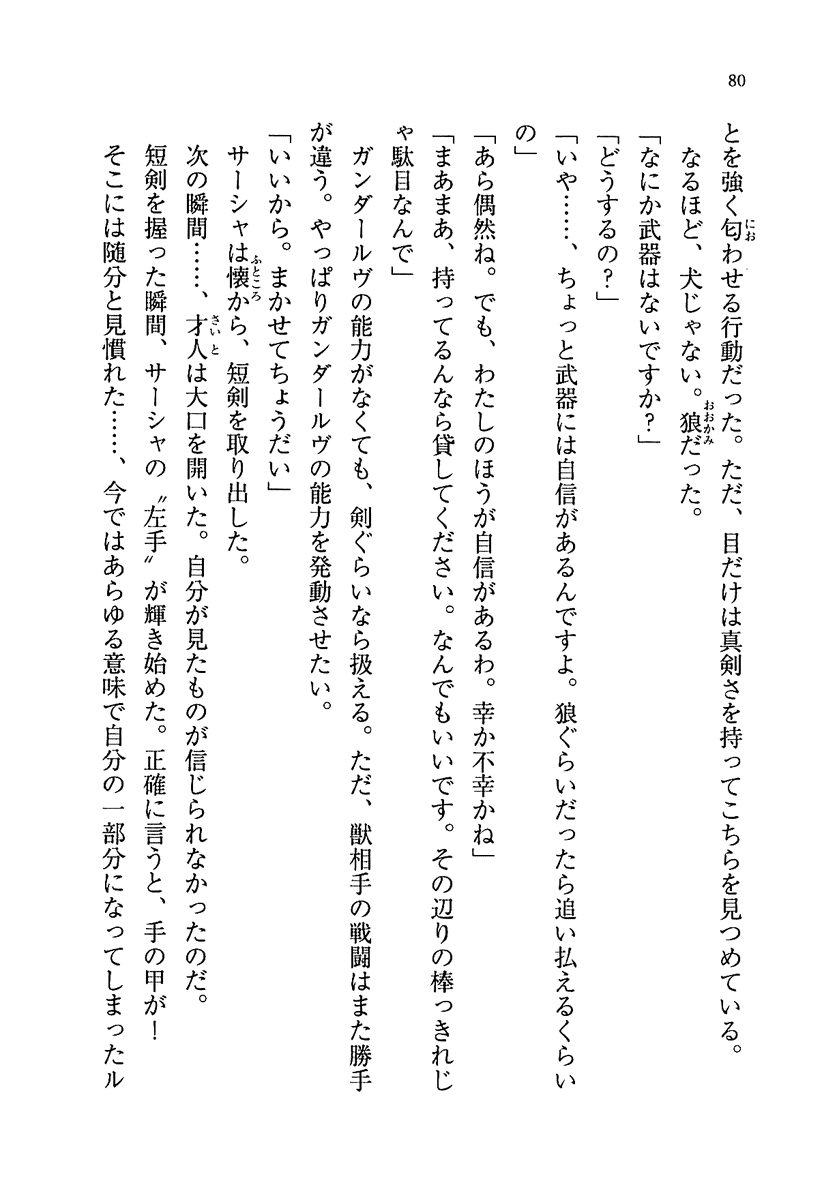 80
とを強く匂わせる行動だった。ただ、目だけは真剣さを持ってこちらを見つめている。
なるほど、犬じゃない。狼だった。
「なにか武器はないですか？」
「どうするの？」
「いや……、ちょっと武器には自信があるんですよ。狼ぐらいだったら追い払えるくらい
の」
「あら偶然ね。でも、わたしのほうが自信があるわ。幸か不幸かね」
「まあまあ、持ってるんなら貸してください。なんでもいいです。その辺りの棒っきれじ
ゃ駄目なんで」
ガンダールヴの能力がなくても、剣ぐらいなら扱える。ただ、獣相手の戦闘はまた勝手
が違う。やっぱりガンダールヴの能力を発動させたい。
「いいから。まかせてちょうだい」
サーシャは懐から、短剣を取り出した。
次の瞬間……、才人は大口を開いた。自分が見たものが信じられなかったのだ。
短剣を握った瞬間、サーシャの〝左手〟が輝き始めた。正確に言うと、手の甲が！
そこには随分と見慣れた……、今ではあらゆる意味で自分の一部分になってしまったル